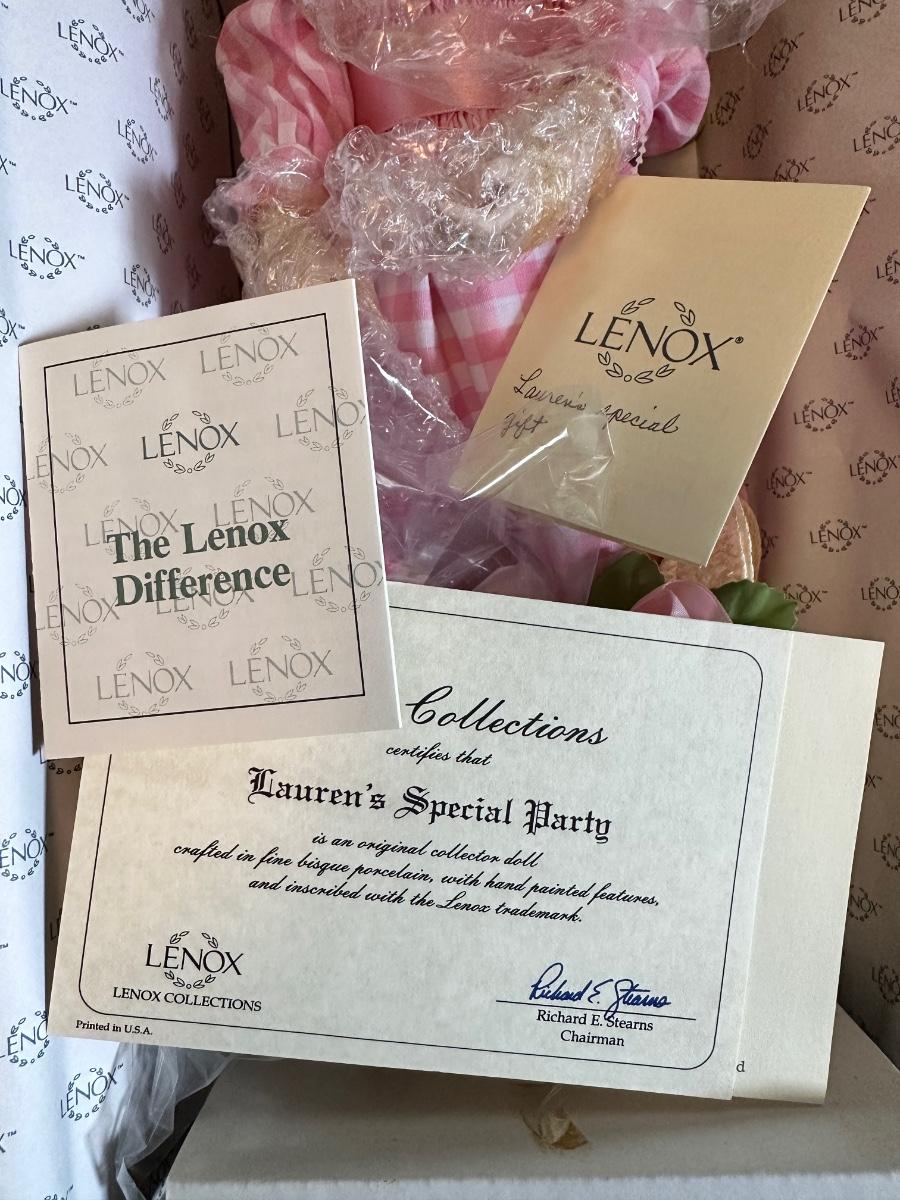 LENOX®
Lauren's special
gift
LENOX
The Lenox
Difference
Collections
certifies that
Lauren's Special Party
is an original collector doll
crafted in fine bisque porcelain, with hand painted features,
and inscribed with the Lenox trademark.
LENOX
LENOX COLLECTIONS
Richard E. Stearns
Richard E. Stearns
Chairman
Printed in U.S.A.
d
LENOX™